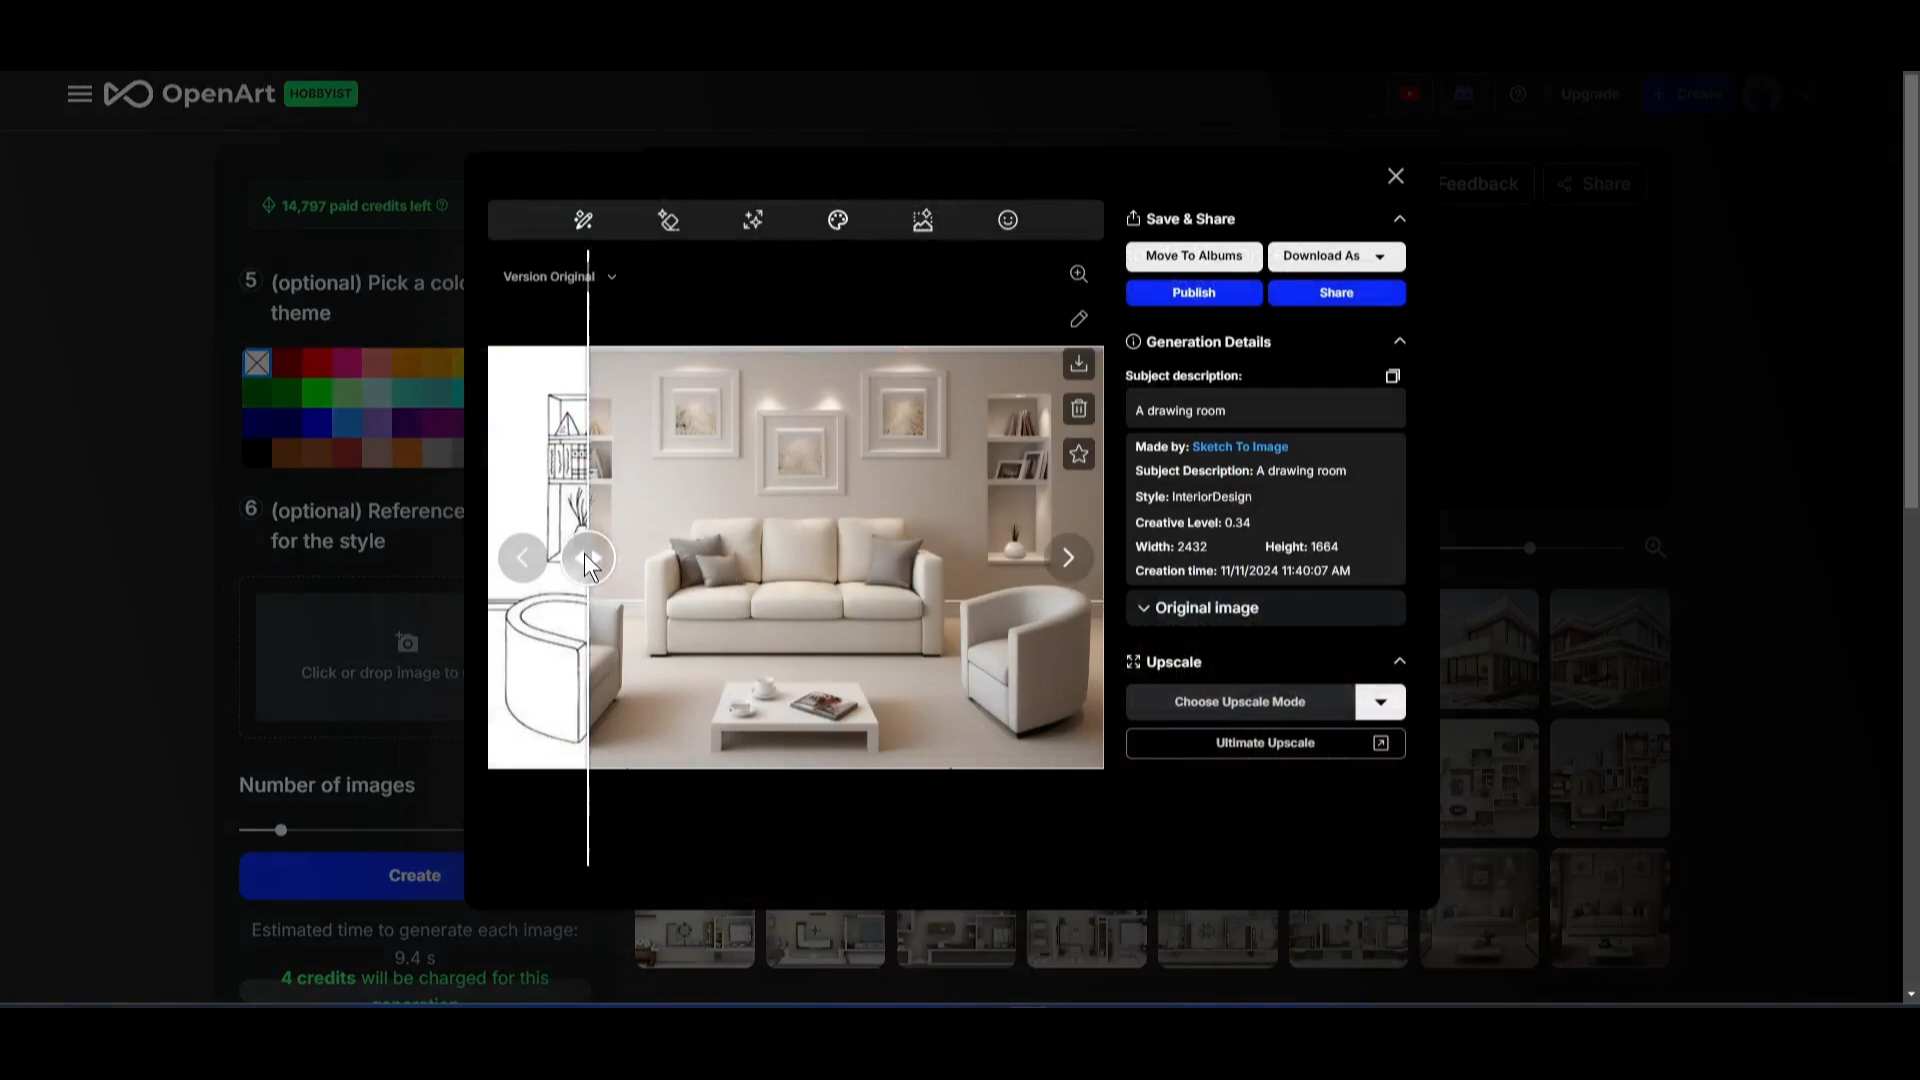 OpenArt HOBBYIST
Upgrade
+ Create
14,797 paid credits left
Feedback
Share
5 (optional) Pick a colo
theme
6 (optional) Reference
for the style
Click or drop image to
Number of images
Create
Estimated time to generate each image:
9.4 s
4 credits will be charged for this
Version Original
Save & Share
Move To Albums
Download As
Publish
Share
Generation Details
Subject description:
A drawing room
Made by: Sketch To Image
Subject Description: A drawing room
Style: InteriorDesign
Creative Level: 0.34
Width: 2432 Height: 1664
Creation time: 11/11/2024 11:40:07 AM
Original image
Upscale
Choose Upscale Mode
Ultimate Upscale